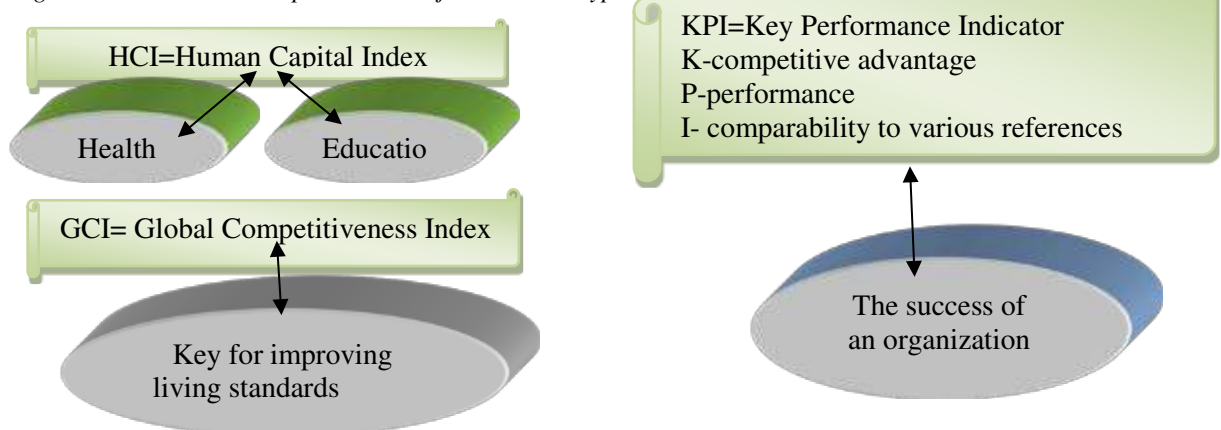 HCI=Human Capital Index
Health
Educatio
GCI= Global Competitiveness Index
Key for improving
living standards
KPI=Key Performance Indicator
K-competitive advantage
P-performance
I- comparability to various references
The success of
an organization